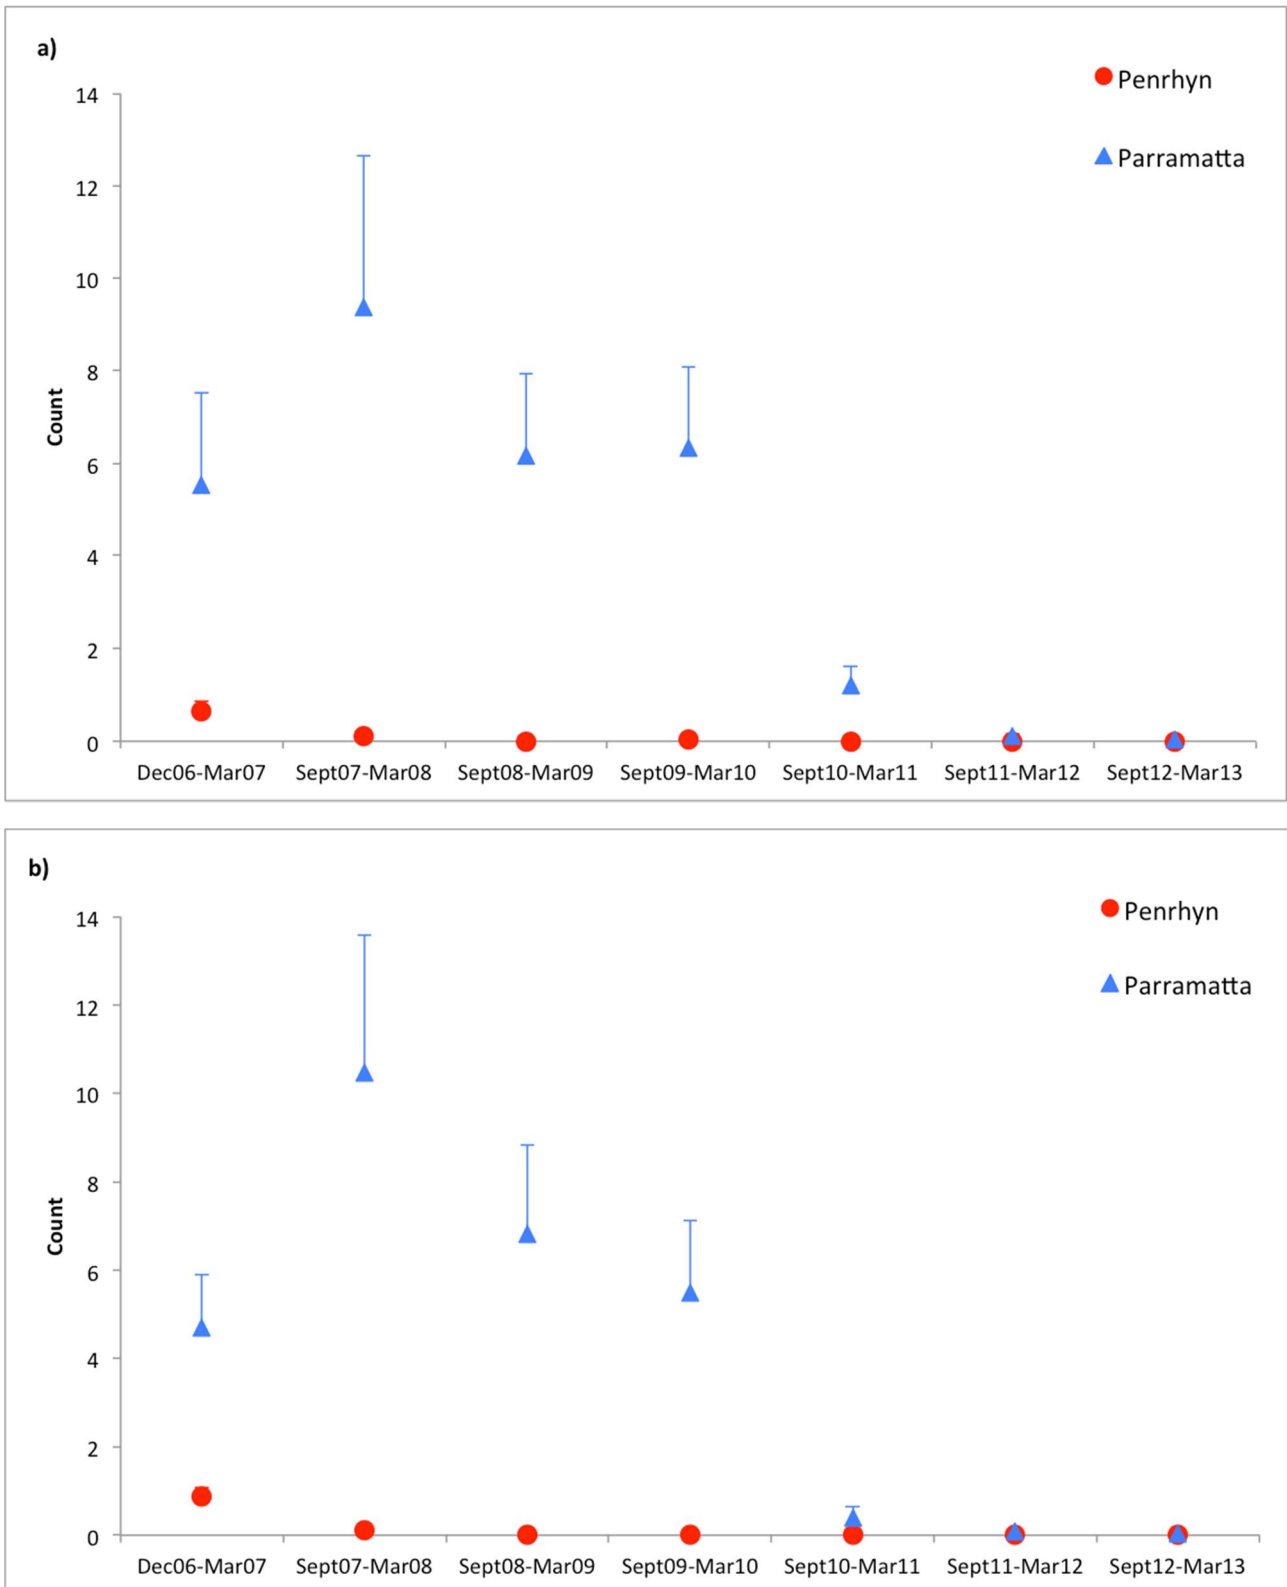 a)
Penrhyn
Parramatta
14
12
10
8
6
4
2
0
Count
Dec06-Mar07 Sept07-Mar08 Sept08-Mar09 Sept09-Mar10 Sept10-Mar11 Sept11-Mar12 Sept12-Mar13
b)
Penrhyn
Parramatta
14
12
10
8
6
4
2
0
Count
Dec06-Mar07 Sept07-Mar08 Sept08-Mar09 Sept09-Mar10 Sept10-Mar11 Sept11-Mar12 Sept12-Mar13